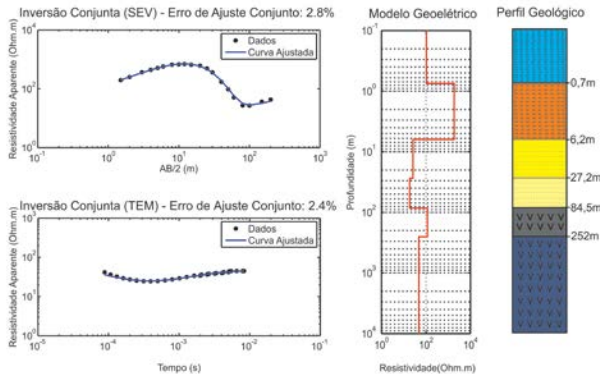 Inversão Conjunta (SEV) - Erro de Ajuste Conjunto: 2.8%
Resistividade Aparente (Ohm.m)
10^4
10^2
10^0
Dados
Curva Ajustada
10^-1
10^0
10^1
10^2
10^3
AB/2 (m)
Inversão Conjunta (TEM) - Erro de Ajuste Conjunto: 2.4%
Resistividade Aparente (Ohm.m)
10^3
10^2
10^1
10^0
Dados
Curva Ajustada
10^-5
10^-4
10^-3
10^-2
10^-1
Tempo (s)
Modelo Geoelétrico
Profundidade (m)
10^-1
10^0
10^1
10^2
10^3
10^4
10^0
10^2
10^4
Resistividade(Ohm.m)
Perfil Geológico
0,7m
6,2m
27,2m
84,5m
252m